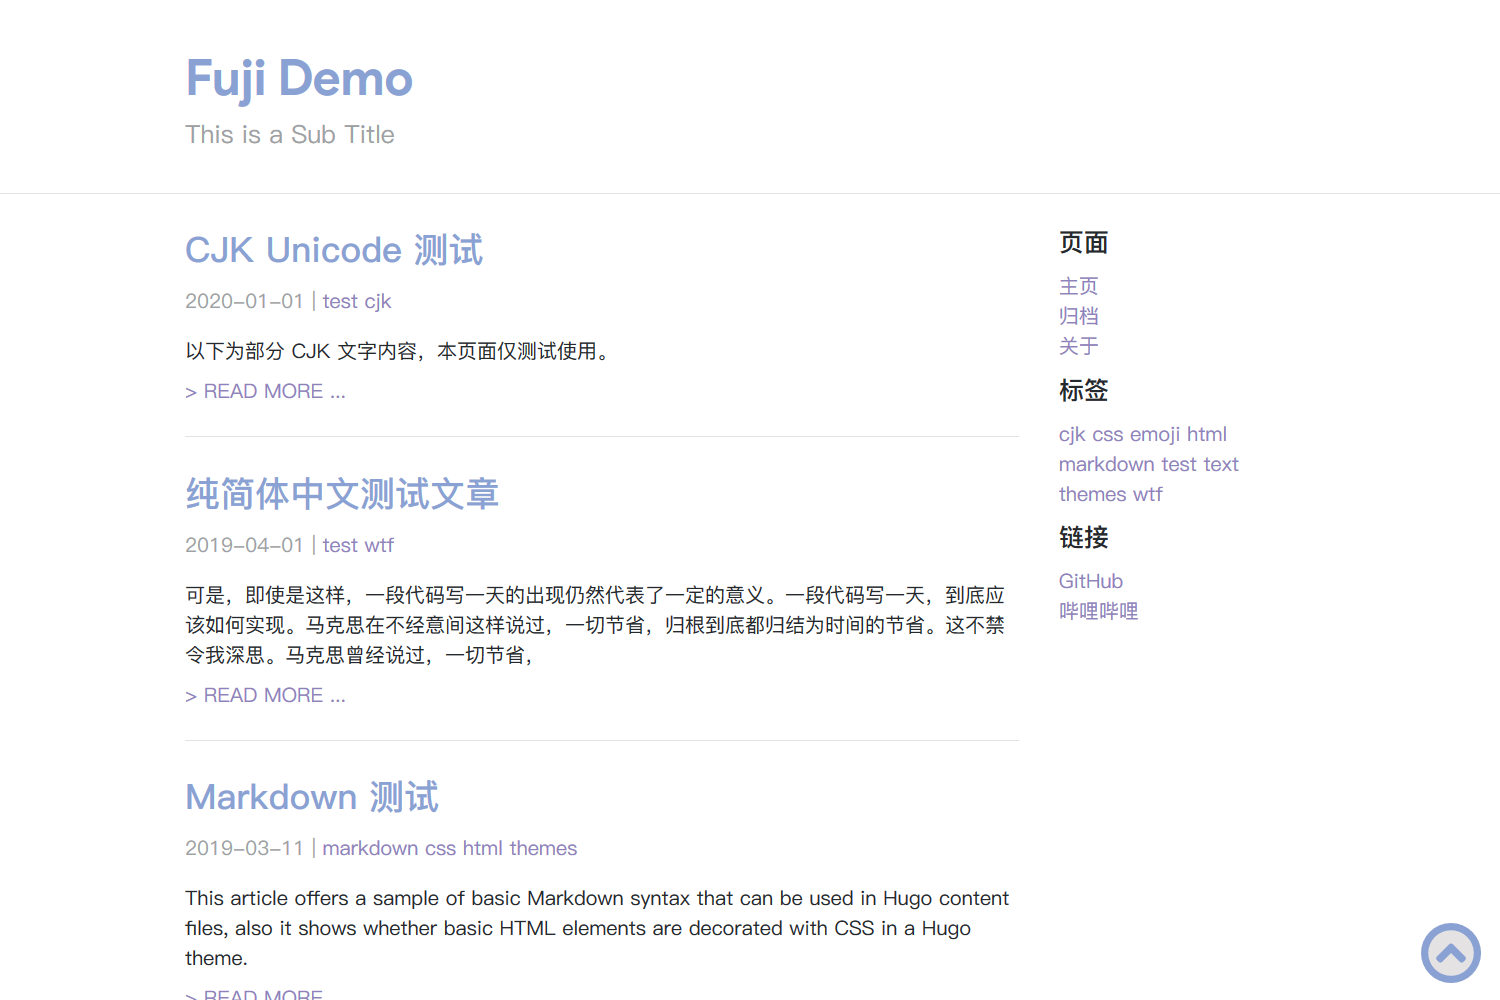 Fuji Demo
This is a Sub Title
CJK Unicode 测试
2020-01-01 | test cjk
以下为部分 CJK 文字内容，本页面仅测试使用。
> READ MORE ...
纯简体中文测试文章
2019-04-01 | test wtf
可是，即使是这样，一段代码写一天的出现仍然代表了一定的意义。一段代码写一天，到底应
该如何实现。马克思在不经意间这样说过，一切节省，归根到底都归结为时间的节省。这不禁
令我深思。马克思曾经说过，一切节省，
> READ MORE ...
Markdown 测试
2019-03-11 | markdown css html themes
This article offers a sample of basic Markdown syntax that can be used in Hugo content
files, also it shows whether basic HTML elements are decorated with CSS in a Hugo
theme.
> READ MORE
页面
主页
归档
关于
标签
cjk css emoji html
markdown test text
themes wtf
链接
GitHub
哔哩哔哩